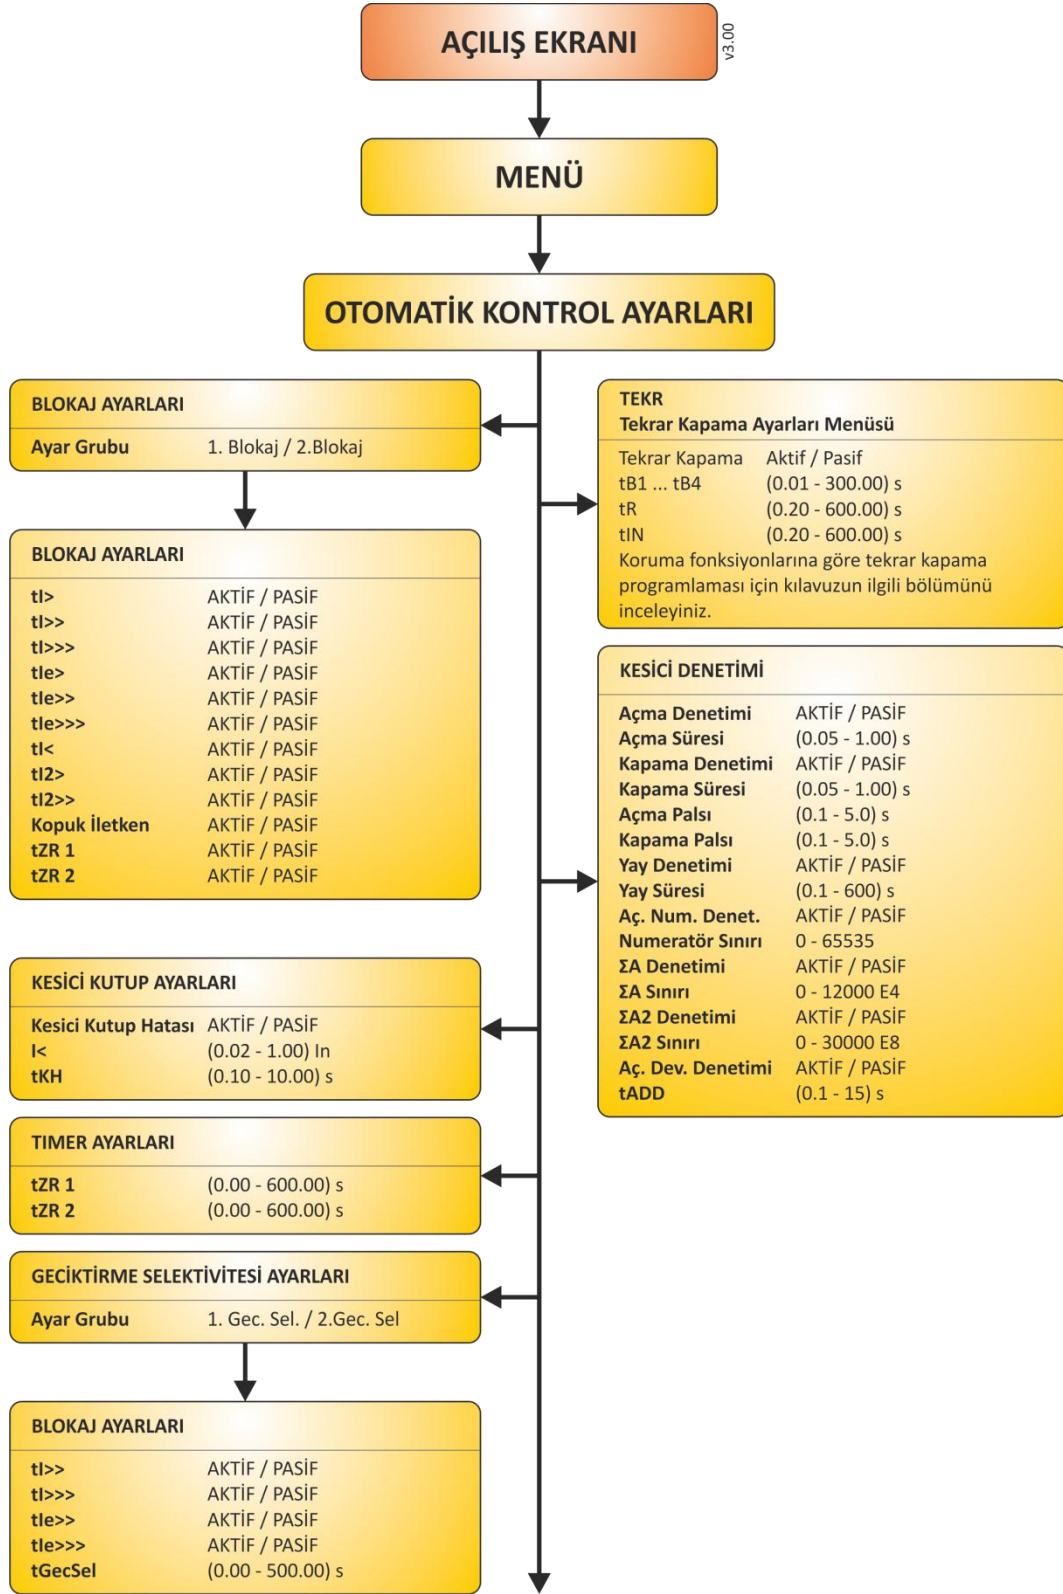 AÇILIŞ EKRANI
v3.00
MENÜ
OTOMATİK KONTROL AYARLARI
BLOKAJ AYARLARI
Ayar Grubu 1. Blokaj / 2.Blokaj
BLOKAJ AYARLARI
tI> AKTİF / PASİF
tI>> AKTİF / PASİF
tI>>> AKTİF / PASİF
tIe> AKTİF / PASİF
tIe>> AKTİF / PASİF
tIe>>> AKTİF / PASİF
tI< AKTİF / PASİF
tI2> AKTİF / PASİF
tI2>> AKTİF / PASİF
Kopuk İletken AKTİF / PASİF
tZR 1 AKTİF / PASİF
tZR 2 AKTİF / PASİF
KESİCİ KUTUP AYARLARI
Kesici Kutup Hatası AKTİF / PASİF
I< (0.02 - 1.00) In
tKH (0.10 - 10.00) s
TIMER AYARLARI
tZR 1 (0.00 - 600.00) s
tZR 2 (0.00 - 600.00) s
GECİKTİRME SELEKTİVİTESİ AYARLARI
Ayar Grubu 1. Gec. Sel. / 2.Gec. Sel
BLOKAJ AYARLARI
tI>> AKTİF / PASİF
tI>>> AKTİF / PASİF
tIe>> AKTİF / PASİF
tIe>>> AKTİF / PASİF
tGecSel (0.00 - 500.00) s
TEKR
Tekrar Kapama Ayarları Menüsü
Tekrar Kapama Aktif / Pasif
tB1 ... tB4 (0.01 - 300.00) s
tR (0.20 - 600.00) s
tIN (0.20 - 600.00) s
Koruma fonksiyonlarına göre tekrar kapama
programlaması için kılavuzun ilgili bölümünü
inceleyiniz.
KESİCİ DENETİMİ
Açma Denetimi AKTİF / PASİF
Açma Süresi (0.05 - 1.00) s
Kapama Denetimi AKTİF / PASİF
Kapama Süresi (0.05 - 1.00) s
Açma Palsı (0.1 - 5.0) s
Kapama Palsı (0.1 - 5.0) s
Yay Denetimi AKTİF / PASİF
Yay Süresi (0.1 - 600) s
Aç. Num. Denet. AKTİF / PASİF
Numeratör Sınırı 0 - 65535
ΣA Denetimi AKTİF / PASİF
ΣA Sınırı 0 - 12000 E4
ΣA2 Denetimi AKTİF / PASİF
ΣA2 Sınırı 0 - 30000 E8
Aç. Dev. Denetimi AKTİF / PASİF
tADD (0.1 - 15) s